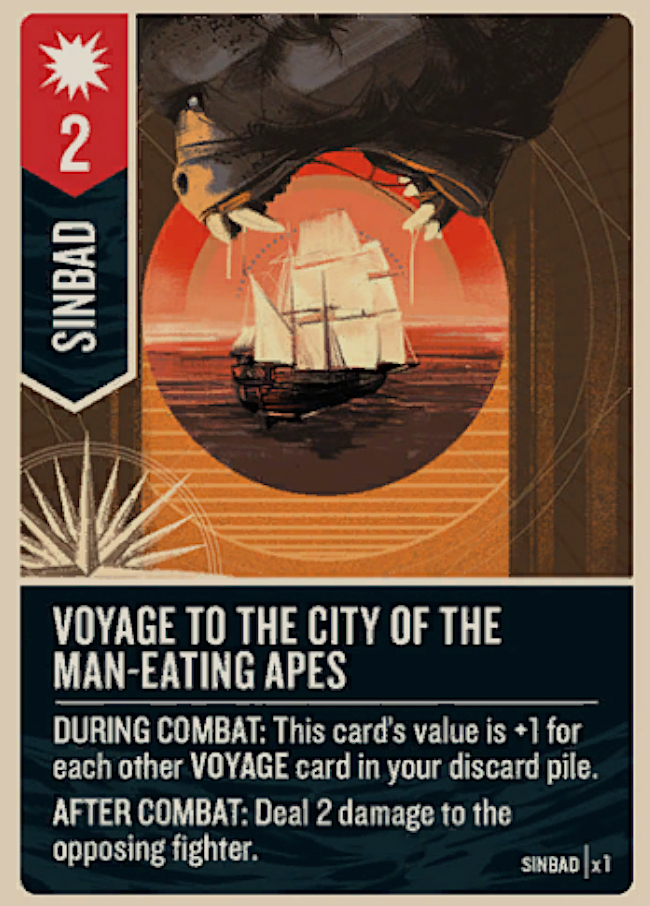 2
SINBAD
VOYAGE TO THE CITY OF THE
MAN-EATING APES
DURING COMBAT: This card's value is +1 for
each other VOYAGE card in your discard pile.
AFTER COMBAT: Deal 2 damage to the
opposing fighter.
SINBAD | x1